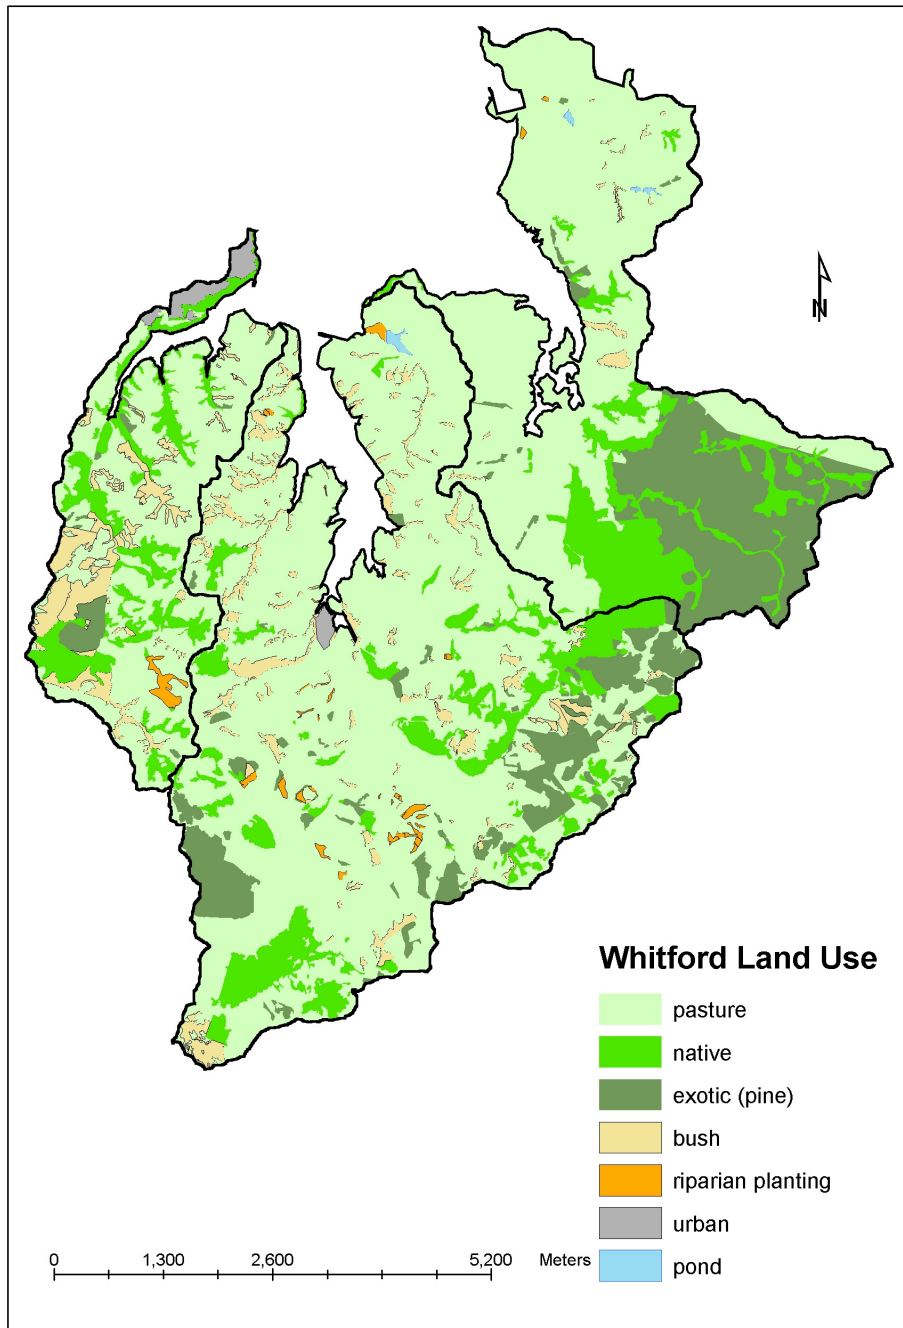 N
Whitford Land Use
pasture
native
exotic (pine)
bush
riparian planting
urban
pond
0 1,300 2,600 5,200 Meters